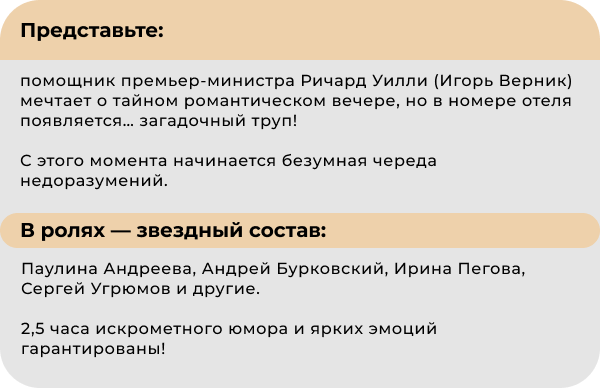 Представьте:
помощник премьер-министра Ричард Уилли (Игорь Верник)
мечтает о тайном романтическом вечере, но в номере отеля
появляется... загадочный труп!
С этого момента начинается безумная череда
недоразумений.
В ролях — звездный состав:
Паулина Андреева, Андрей Бурковский, Ирина Пегова,
Сергей Угрюмов и другие.
2,5 часа искрометного юмора и ярких эмоций
гарантированы!